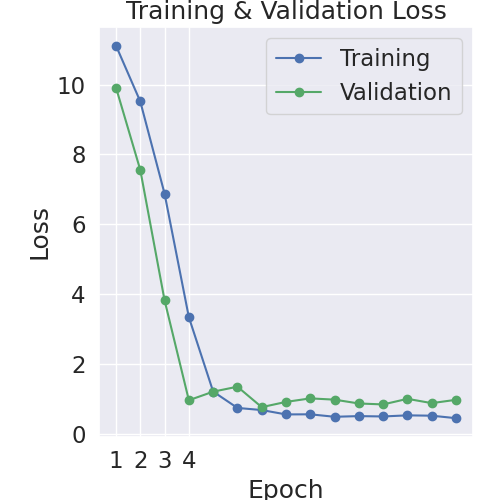 Training & Validation Loss
Training
Validation
Loss
10
8
6
4
2
0
1 2 3 4
Epoch